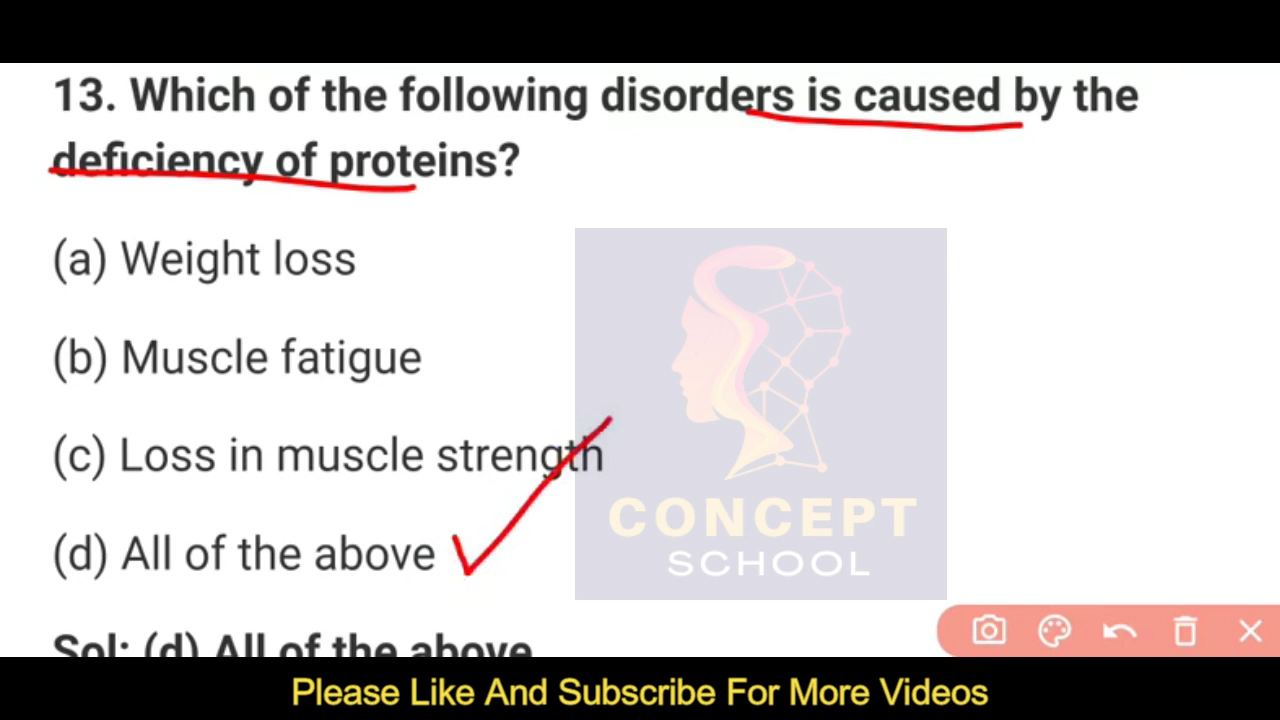 13. Which of the following disorders is caused by the
deficiency of proteins?
(a) Weight loss
(b) Muscle fatigue
(c) Loss in muscle strength
(d) All of the above
CONCEPT
SCHOOL
Sol: (d) All of the above
Please Like And Subscribe For More Videos